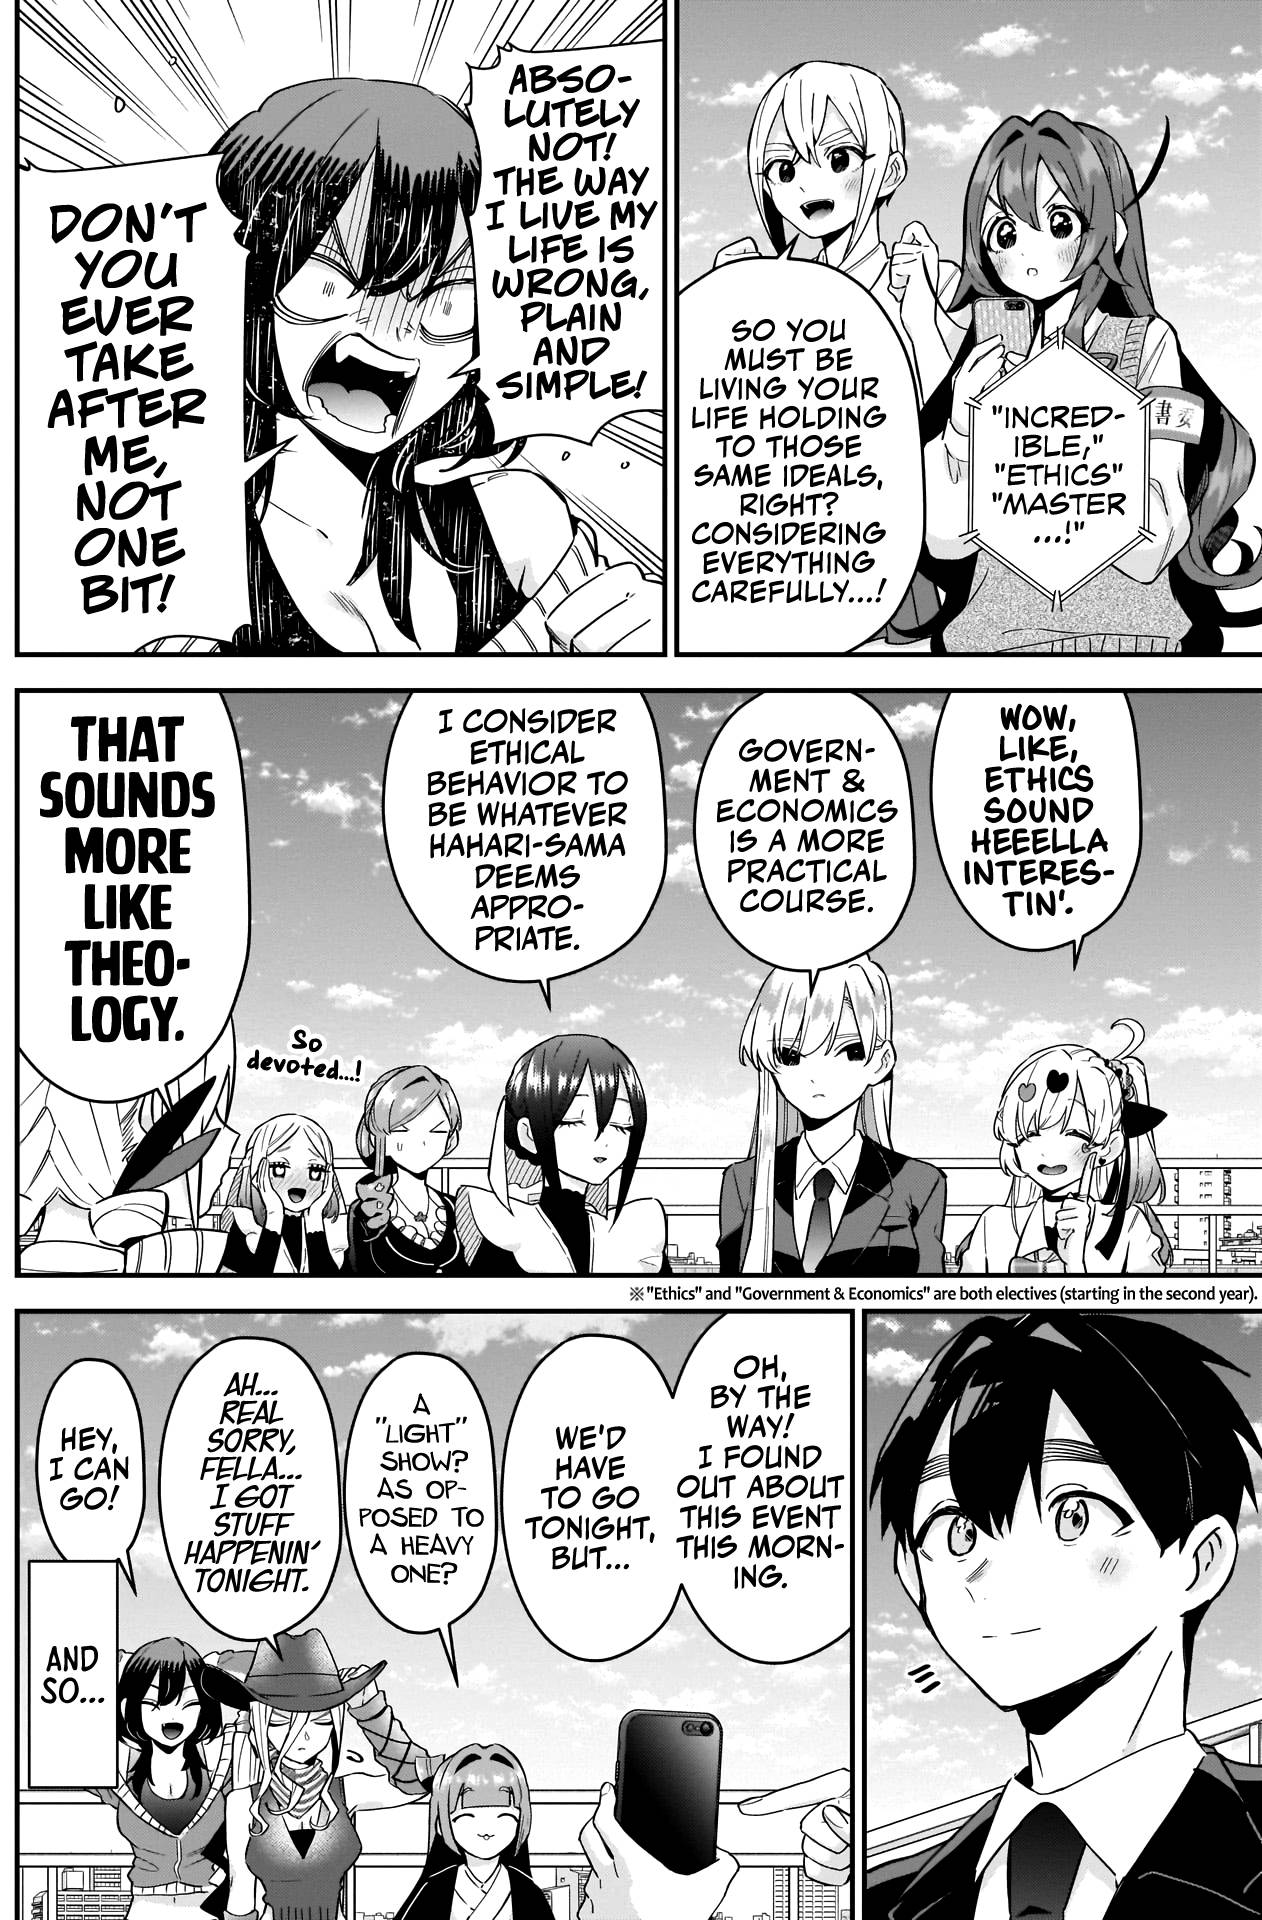 "INCRED-
IBLE,"
"ETHICS"
"MASTER
...!"
書委
SO YOU
MUST BE
LIVING YOUR
LIFE HOLDING
TO THOSE
SAME IDEALS,
RIGHT?
CONSIDERING
EVERYTHING
CAREFULLY...!
ABSO-
LUTELY
NOT!
THE WAY
I LIVE MY
LIFE IS
WRONG,
PLAIN
AND
SIMPLE!
DON'T
YOU
EVER
TAKE
AFTER
ME,
NOT
ONE
BIT!
WOW,
LIKE,
ETHICS
SOUND
HEEELLA
INTERES-
TIN'.
GOVERN-
MENT &
ECONOMICS
IS A MORE
PRACTICAL
COURSE.
I CONSIDER
ETHICAL
BEHAVIOR TO
BE WHATEVER
HAHARI-SAMA
DEEMS
APPRO-
PRIATE.
So
devoted...!
THAT
SOUNDS
MORE
LIKE
THEO-
LOGY.
※"Ethics" and "Government & Economics" are both electives (starting in the second year).
OH,
BY THE
WAY!
I FOUND
OUT ABOUT
THIS EVENT
THIS MORN-
ING.
WE'D
HAVE
TO GO
TONIGHT,
BUT...
A
"LIGHT"
SHOW?
AS OP-
POSED TO
A HEAVY
ONE?
AH...
REAL
SORRY,
FELLA...
I GOT
STUFF
HAPPENIN'
TONIGHT.
HEY,
I CAN
GO!
AND
SO...